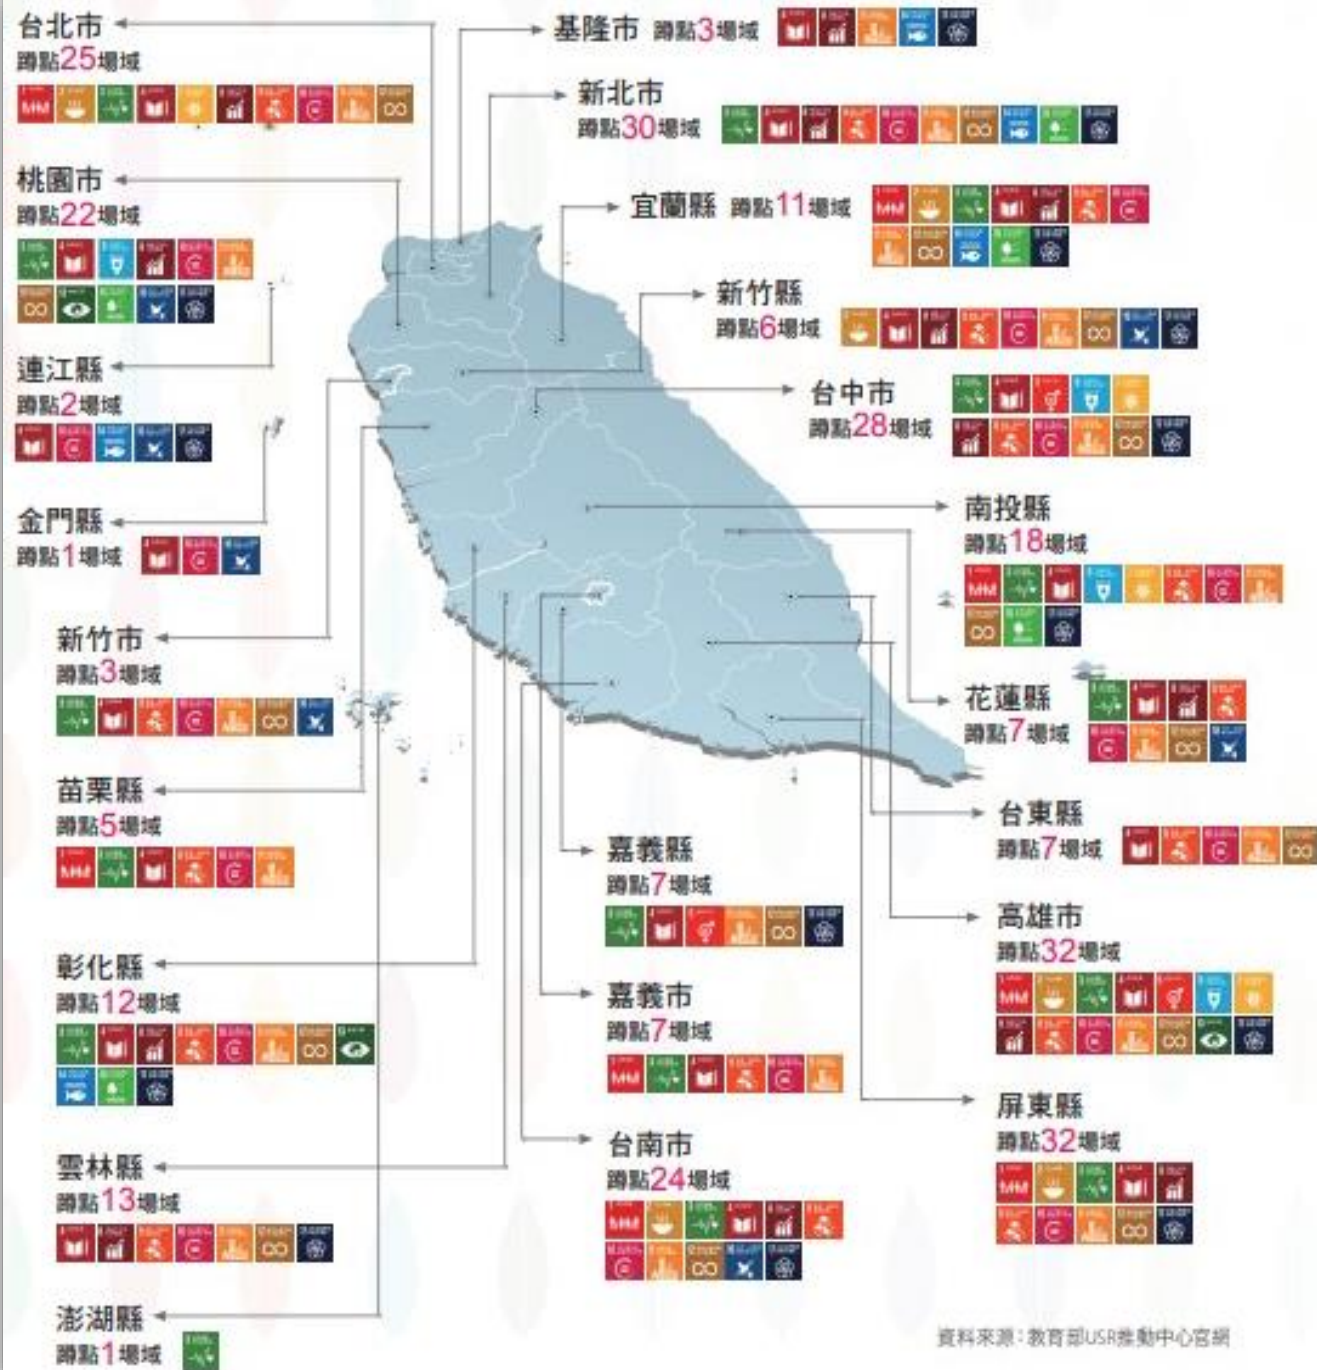 台北市
蹲點25場域
基隆市 蹲點3場域
新北市
蹲點30場域
桃園市
蹲點22場域
宜蘭縣 蹲點11場域
新竹縣
蹲點6場域
連江縣
蹲點2場域
台中市
蹲點28場域
金門縣
蹲點1場域
南投縣
蹲點18場域
新竹市
蹲點3場域
花蓮縣
蹲點7場域
苗栗縣
蹲點5場域
台東縣
蹲點7場域
嘉義縣
蹲點7場域
高雄市
蹲點32場域
彰化縣
蹲點12場域
嘉義市
蹲點7場域
屏東縣
蹲點32場域
台南市
蹲點24場域
雲林縣
蹲點13場域
澎湖縣
蹲點1場域
資料來源：教育部USR推動中心官網